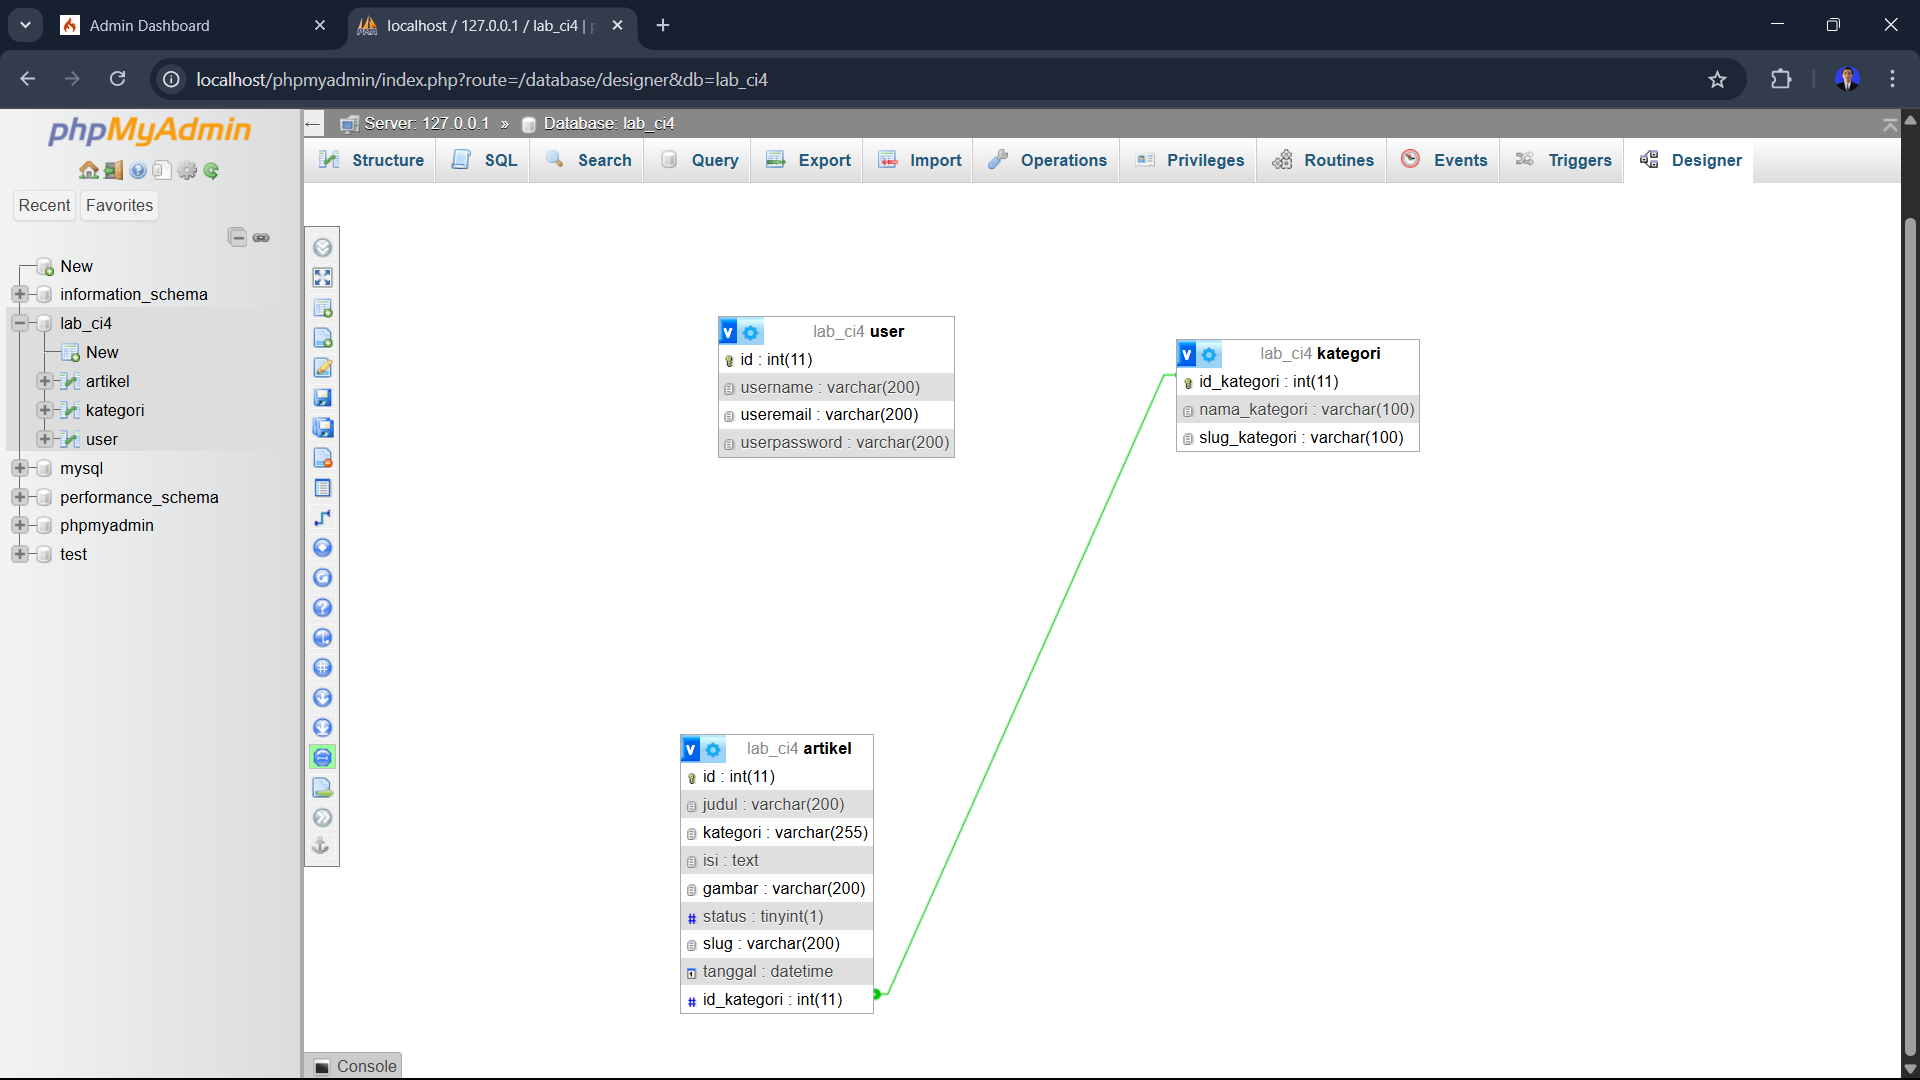 Admin Dashboard
localhost / 127.0.0.1 / lab_ci4 |
localhost/phpmyadmin/index.php?route=/database/designer&db=lab_ci4
phpMyAdmin
Server: 127.0.0.1 » Database: lab_ci4
Structure SQL Search Query Export Import Operations Privileges Routines Events Triggers Designer
Recent Favorites
New
information_schema
lab_ci4
New
artikel
kategori
user
mysql
performance_schema
phpmyadmin
test
v lab_ci4 user
id : int(11)
username : varchar(200)
useremail : varchar(200)
userpassword : varchar(200)
v lab_ci4 kategori
id_kategori : int(11)
nama_kategori : varchar(100)
slug_kategori : varchar(100)
v lab_ci4 artikel
id : int(11)
judul : varchar(200)
kategori : varchar(255)
isi : text
gambar : varchar(200)
# status : tinyint(1)
slug : varchar(200)
tanggal : datetime
# id_kategori : int(11)
Console